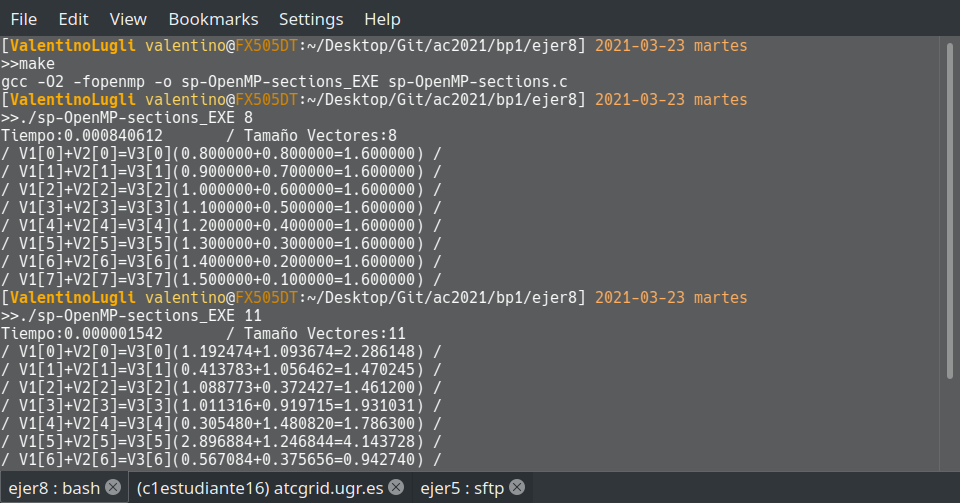 File Edit View Bookmarks Settings Help
[ValentinoLugli valentino@FX505DT:~/Desktop/Git/ac2021/bp1/ejer8] 2021-03-23 martes
>>make
gcc -O2 -fopenmp -o sp-OpenMP-sections_EXE sp-OpenMP-sections.c
[ValentinoLugli valentino@FX505DT:~/Desktop/Git/ac2021/bp1/ejer8] 2021-03-23 martes
>>./sp-OpenMP-sections_EXE 8
Tiempo:0.000840612 / Tamaño Vectores:8
/ V1[0]+V2[0]=V3[0](0.800000+0.800000=1.600000) /
/ V1[1]+V2[1]=V3[1](0.900000+0.700000=1.600000) /
/ V1[2]+V2[2]=V3[2](1.000000+0.600000=1.600000) /
/ V1[3]+V2[3]=V3[3](1.100000+0.500000=1.600000) /
/ V1[4]+V2[4]=V3[4](1.200000+0.400000=1.600000) /
/ V1[5]+V2[5]=V3[5](1.300000+0.300000=1.600000) /
/ V1[6]+V2[6]=V3[6](1.400000+0.200000=1.600000) /
/ V1[7]+V2[7]=V3[7](1.500000+0.100000=1.600000) /
[ValentinoLugli valentino@FX505DT:~/Desktop/Git/ac2021/bp1/ejer8] 2021-03-23 martes
>>./sp-OpenMP-sections_EXE 11
Tiempo:0.000001542 / Tamaño Vectores:11
/ V1[0]+V2[0]=V3[0](1.192474+1.093674=2.286148) /
/ V1[1]+V2[1]=V3[1](0.413783+1.056462=1.470245) /
/ V1[2]+V2[2]=V3[2](1.088773+0.372427=1.461200) /
/ V1[3]+V2[3]=V3[3](1.011316+0.919715=1.931031) /
/ V1[4]+V2[4]=V3[4](0.305480+1.480820=1.786300) /
/ V1[5]+V2[5]=V3[5](2.896884+1.246844=4.143728) /
/ V1[6]+V2[6]=V3[6](0.567084+0.375656=0.942740) /
ejer8 : bash (c1estudiante16) atcgrid.ugr.es ejer5 : sftp